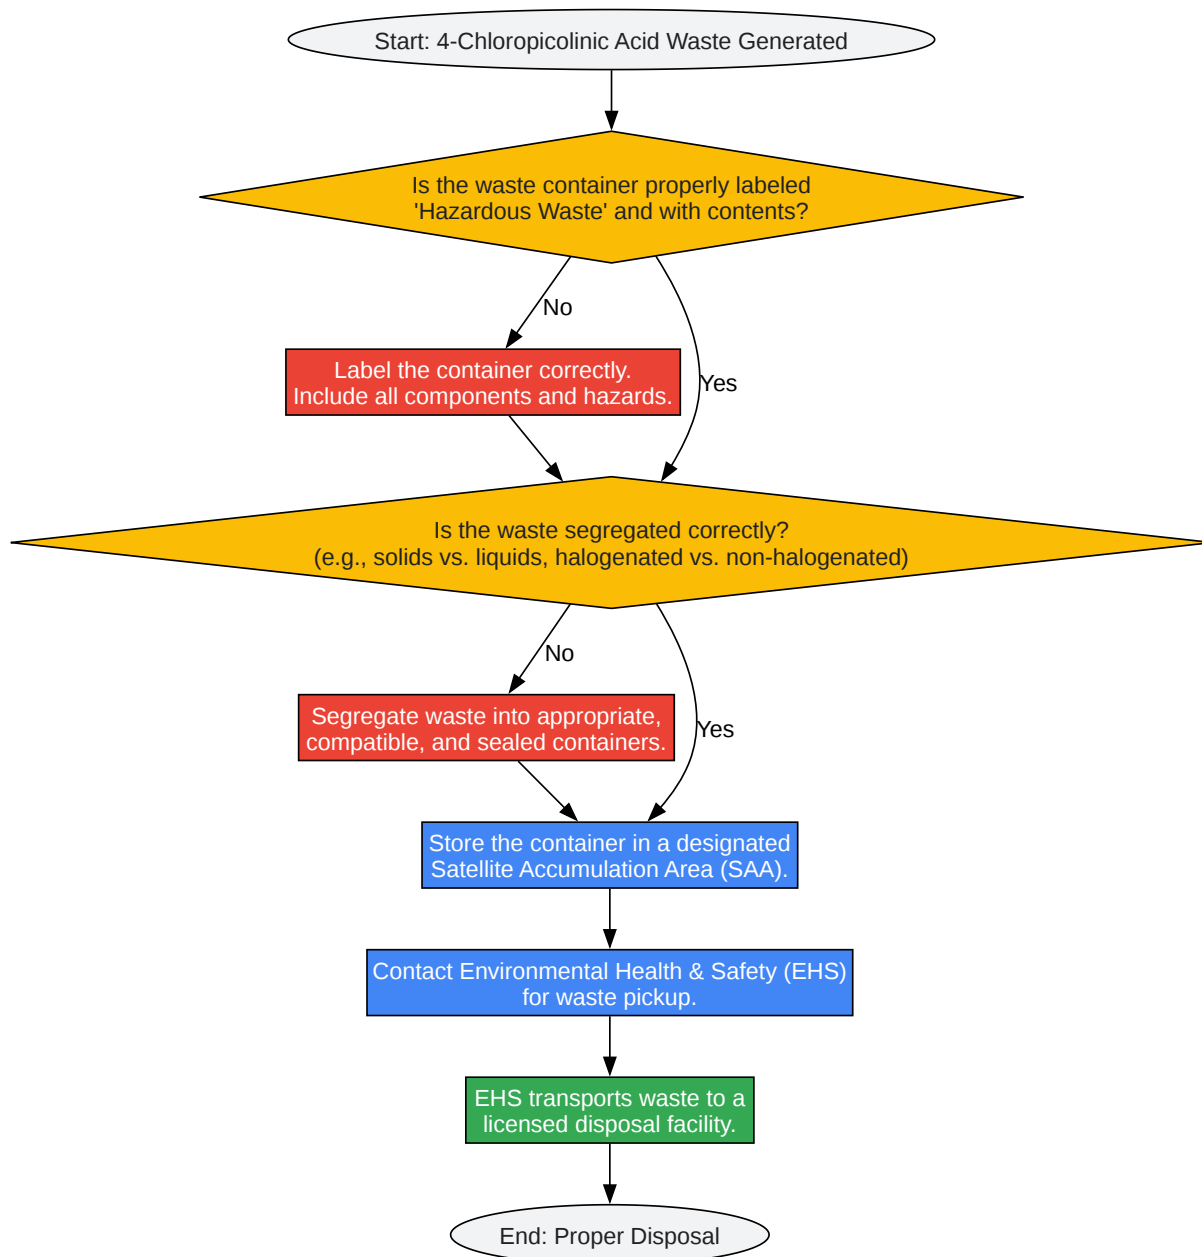 Start: 4-Chloropicolinic Acid Waste Generated
Is the waste container properly labeled
'Hazardous Waste' and with contents?
No
Label the container correctly.
Include all components and hazards.
Yes
Is the waste segregated correctly?
(e.g., solids vs. liquids, halogenated vs. non-halogenated)
No
Segregate waste into appropriate,
compatible, and sealed containers.
Yes
Store the container in a designated
Satellite Accumulation Area (SAA).
Contact Environmental Health & Safety (EHS)
for waste pickup.
EHS transports waste to a
licensed disposal facility.
End: Proper Disposal